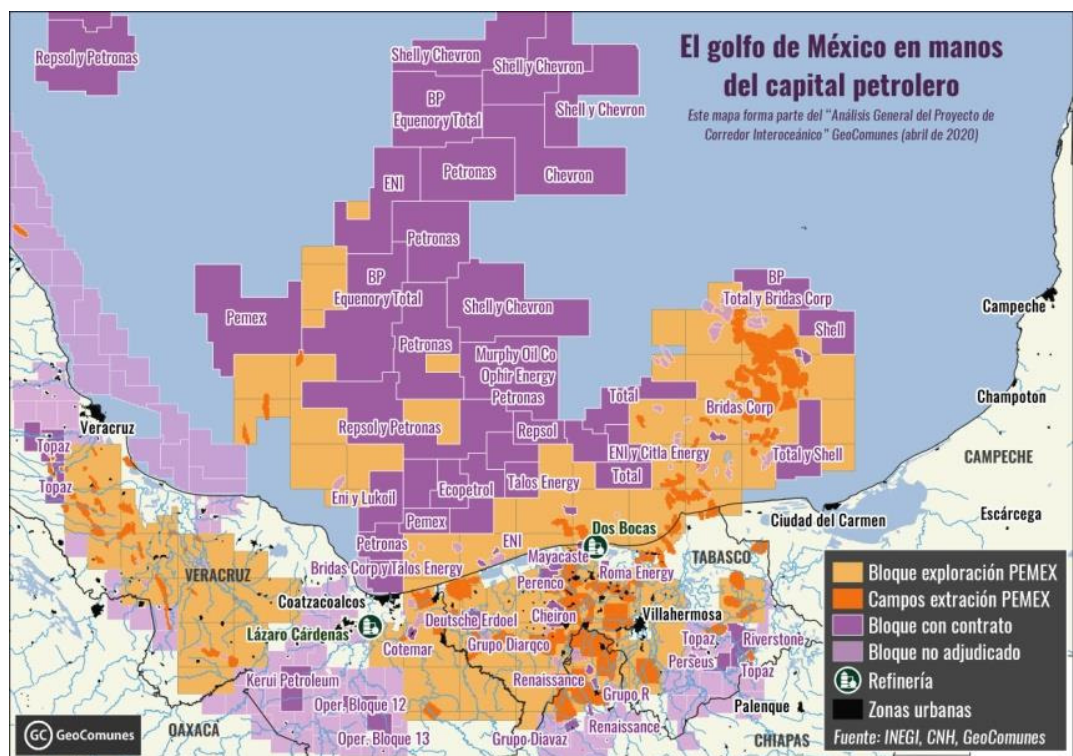 El golfo de México en manos
del capital petrolero
Este mapa forma parte del "Análisis General del Proyecto de
Corredor Interoceánico" GeoComunes (abril de 2020)
Repsol y Petronas
Shell y Chevron
Shell y Chevron
BP
Equenor y Total
Shell y Chevron
ENI
Petronas
Chevron
Petronas
BP
Equenor y Total
Shell y Chevron
Pemex
Petronas
Murphy Oil Co
Ophir Energy
Petronas
BP
Total y Bridas Corp
Shell
Campeche
Total
Bridas Corp
Champotón
Veracruz
Topaz
Topaz
Repsol y Petronas
Repsol
ENI y Citla Energy
Total
Total y Shell
CAMPECHE
Eni y Lukoil
Ecopetrol
Talos Energy
Pemex
Dos Bocas
Ciudad del Carmen
Escárcega
Petronas
ENI
Bridas Corp y Talos Energy
Mayacaste
Perenco
Roma Energy
TABASCO
VERACRUZ
Coatzacoalcos
Lázaro Cárdenas
Deutsche Erdoel
Cheiron
Villahermosa
Cotemar
Grupo Diarqco
Topaz
Riverstone
Perseus
Topaz
Kerui Petroleum
Renaissance
Oper. Bloque 12
Grupo R
Palenque
OAXACA
Oper. Bloque 13
Grupo Diavaz
Renaissance
CHIAPAS
Bloque exploración PEMEX
Campos extracción PEMEX
Bloque con contrato
Bloque no adjudicado
Refinería
Zonas urbanas
Fuente: INEGI, CNH, GeoComunes
GC GeoComunes